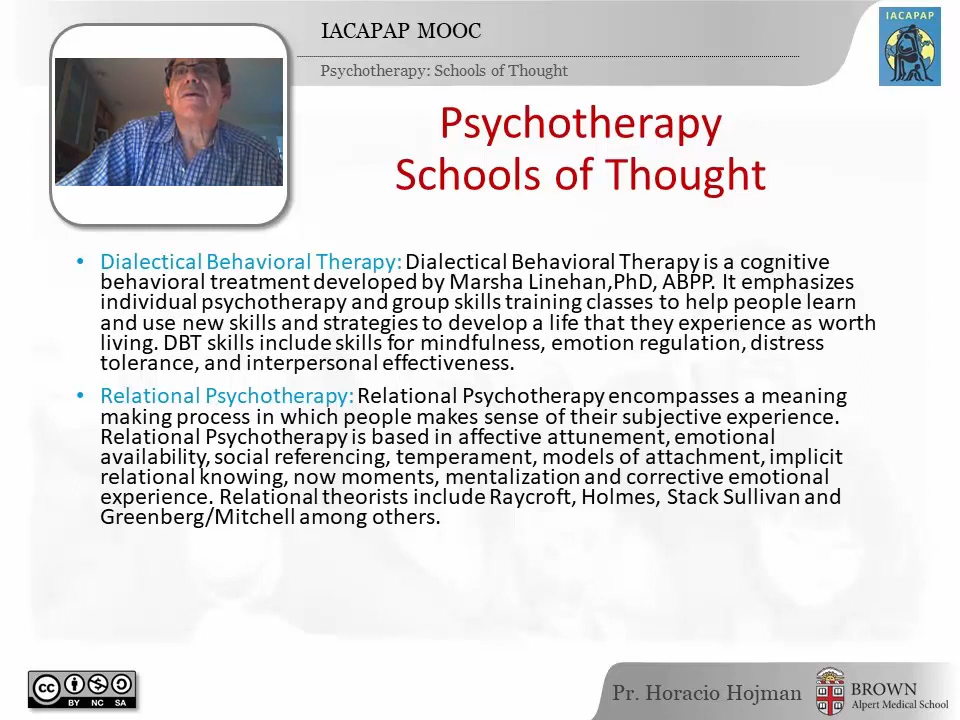 IACAPAP MOOC
Psychotherapy: Schools of Thought
IACAPAP
Psychotherapy
Schools of Thought
• Dialectical Behavioral Therapy: Dialectical Behavioral Therapy is a cognitive
behavioral treatment developed by Marsha Linehan,PhD, ABPP. It emphasizes
individual psychotherapy and group skills training classes to help people learn
and use new skills and strategies to develop a life that they experience as worth
living. DBT skills include skills for mindfulness, emotion regulation, distress
tolerance, and interpersonal effectiveness.
• Relational Psychotherapy: Relational Psychotherapy encompasses a meaning
making process in which people makes sense of their subjective experience.
Relational Psychotherapy is based in affective attunement, emotional
availability, social referencing, temperament, models of attachment, implicit
relational knowing, now moments, mentalization and corrective emotional
experience. Relational theorists include Raycroft, Holmes, Stack Sullivan and
Greenberg/Mitchell among others.
cc
BY NC SA
Pr. Horacio Hojman
BROWN
Alpert Medical School